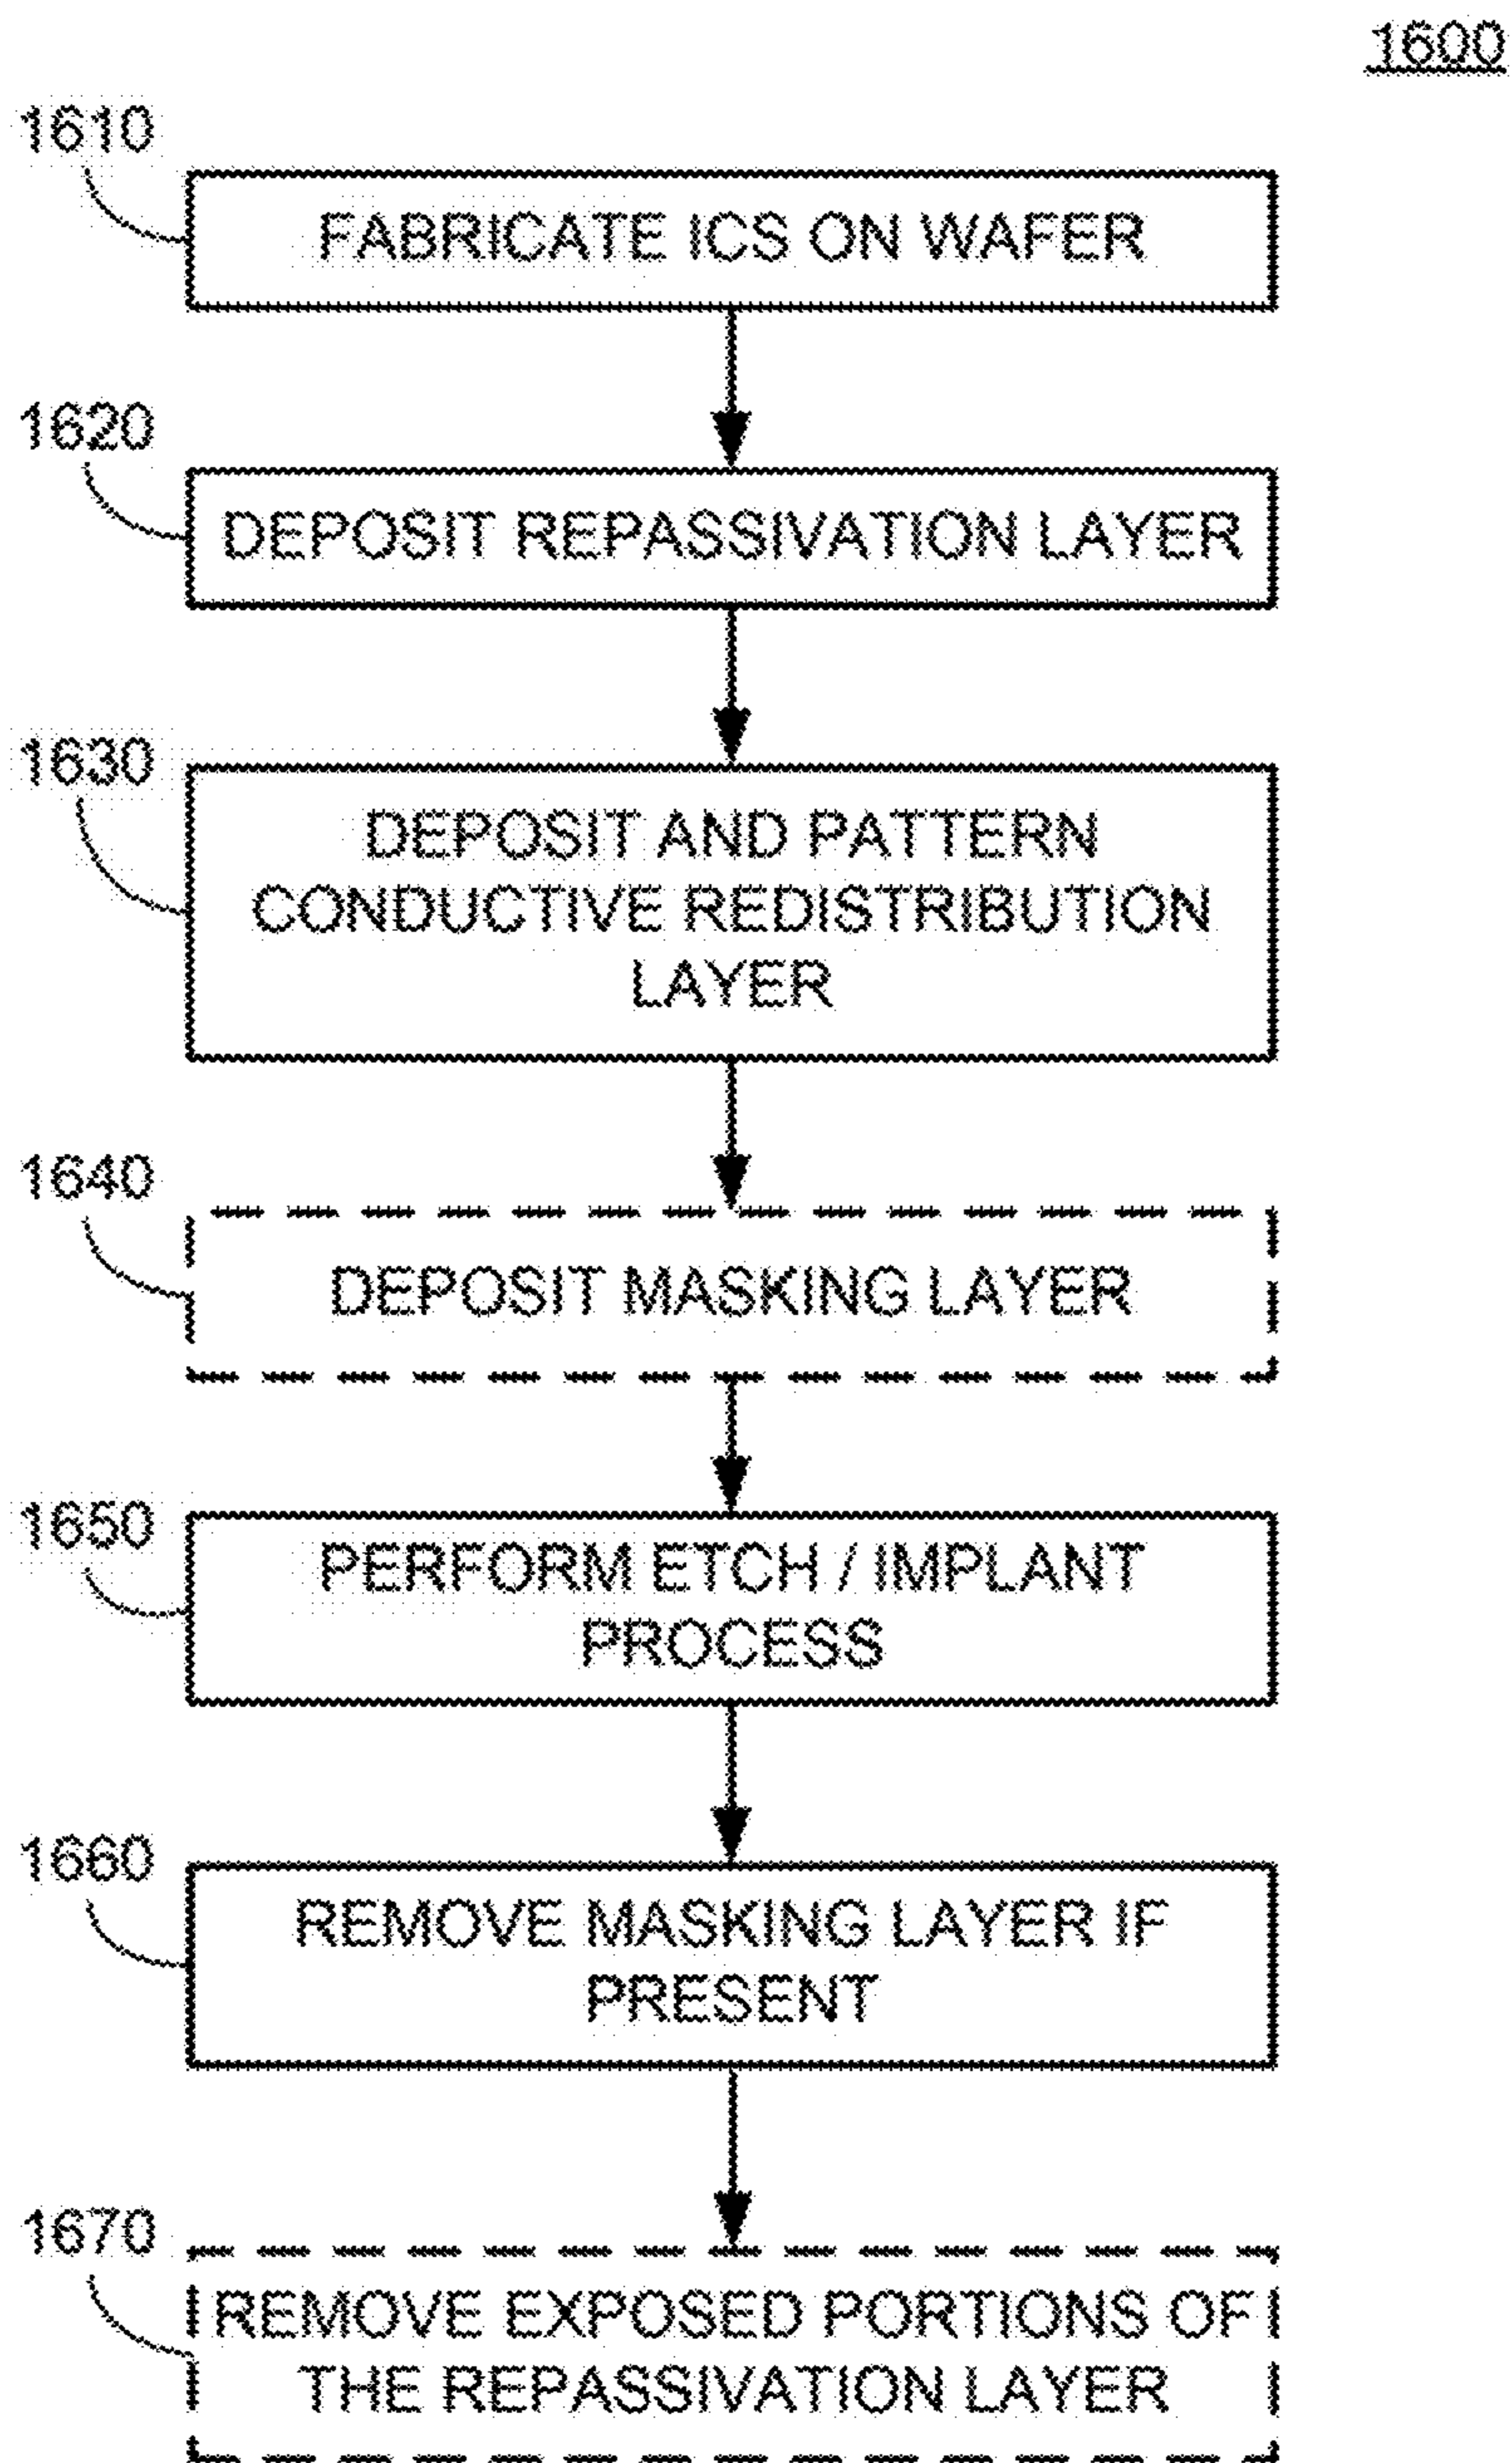 1600
1610
FABRICATE ICS ON WAFER
1620
DEPOSIT REPASSIVATION LAYER
1630
DEPOSIT AND PATTERN
CONDUCTIVE REDISTRIBUTION
LAYER
1640
DEPOSIT MASKING LAYER
1650
PERFORM ETCH / IMPLANT
PROCESS
1660
REMOVE MASKING LAYER IF
PRESENT
1670
REMOVE EXPOSED PORTIONS OF
THE REPASSIVATION LAYER